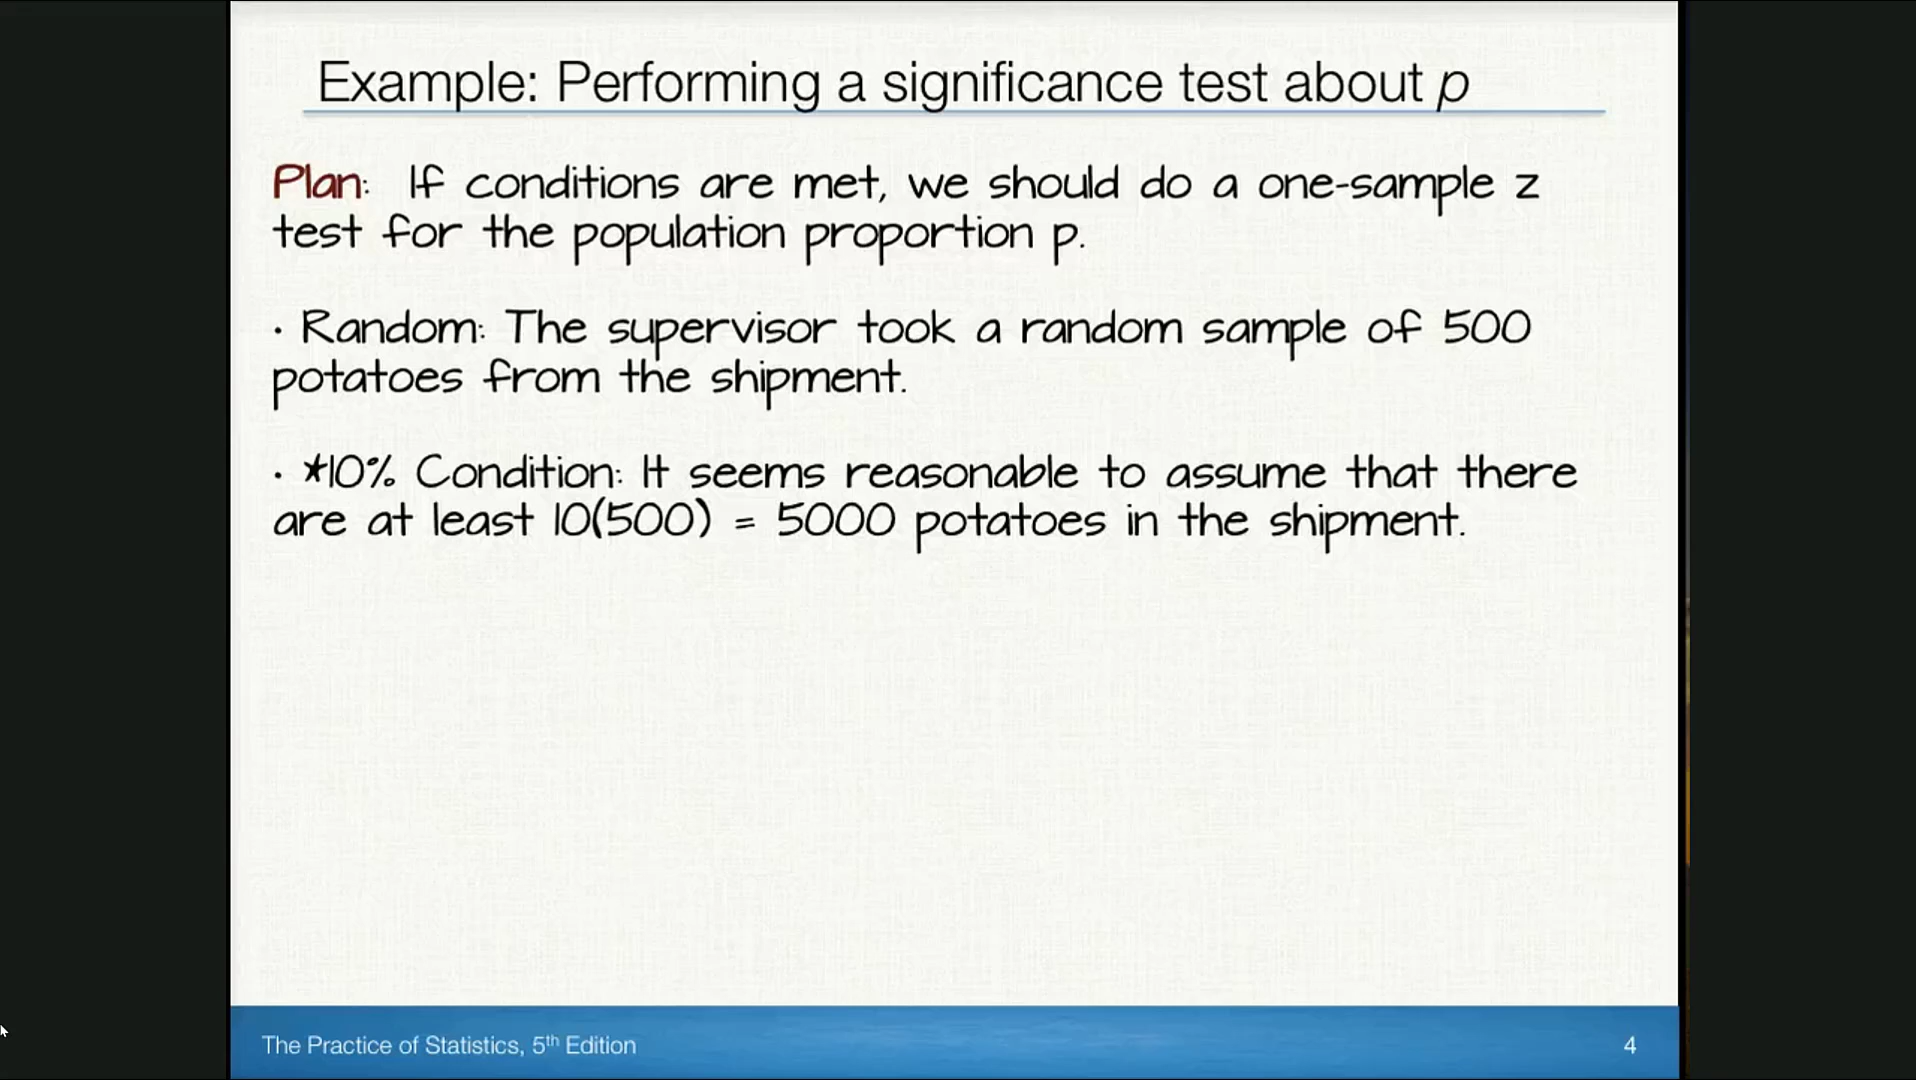 Example: Performing a significance test about p
Plan: If conditions are met, we should do a one-sample z
test for the population proportion p.
• Random: The supervisor took a random sample of 500
potatoes from the shipment.
• *10% Condition: It seems reasonable to assume that there
are at least 10(500) = 5000 potatoes in the shipment.
The Practice of Statistics, 5th Edition
4